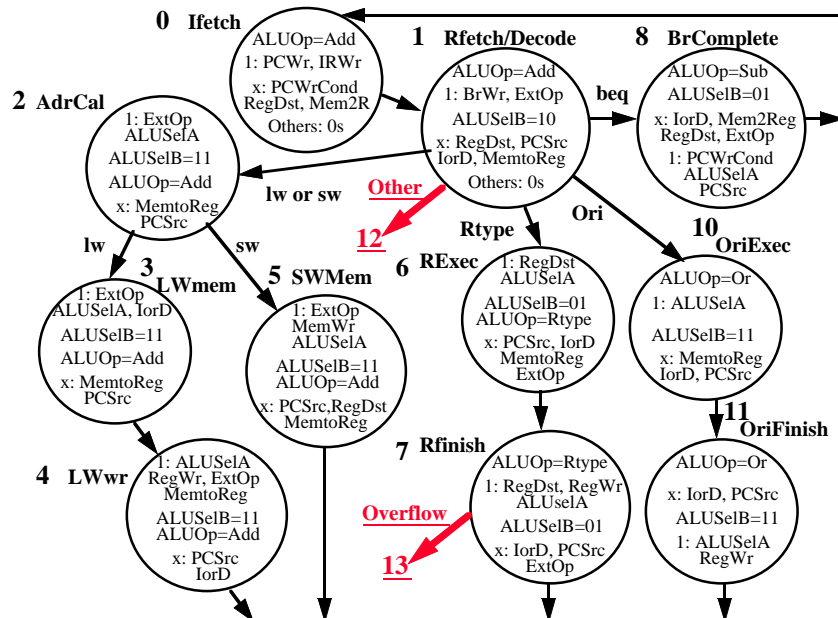 0 Ifetch
ALUOp=Add
1: PCWr, IRWr
x: PCWrCond
RegDst, Mem2R
Others: 0s
1 Rfetch/Decode
ALUOp=Add
1: BrWr, ExtOp
ALUSelB=10
x: RegDst, PCSrc
IorD, MemtoReg
Others: 0s
beq
8 BrComplete
ALUOp=Sub
ALUSelB=01
x: IorD, Mem2Reg
RegDst, ExtOp
1: PCWrCond
ALUSelA
PCSrc
2 AdrCal
1: ExtOp
ALUSelA
ALUSelB=11
ALUOp=Add
x: MemtoReg
PCSrc
lw or sw
Other
12
Rtype
Ori
lw
sw
3 LWmem
1: ExtOp
ALUSelA, IorD
ALUSelB=11
ALUOp=Add
x: MemtoReg
PCSrc
5 SWMem
1: ExtOp
MemWr
ALUSelA
ALUSelB=11
ALUOp=Add
x: PCSrc,RegDst
MemtoReg
6 RExec
1: RegDst
ALUSelA
ALUSelB=01
ALUOp=Rtype
x: PCSrc, IorD
MemtoReg
ExtOp
10
OriExec
ALUOp=Or
1: ALUSelA
ALUSelB=11
x: MemtoReg
IorD, PCSrc
4 LWwr
1: ALUSelA
RegWr, ExtOp
MemtoReg
ALUSelB=11
ALUOp=Add
x: PCSrc
IorD
7 Rfinish
ALUOp=Rtype
1: RegDst, RegWr
ALUselA
ALUSelB=01
x: IorD, PCSrc
ExtOp
Overflow
13
11
OriFinish
ALUOp=Or
x: IorD, PCSrc
ALUSelB=11
1: ALUSelA
RegWr